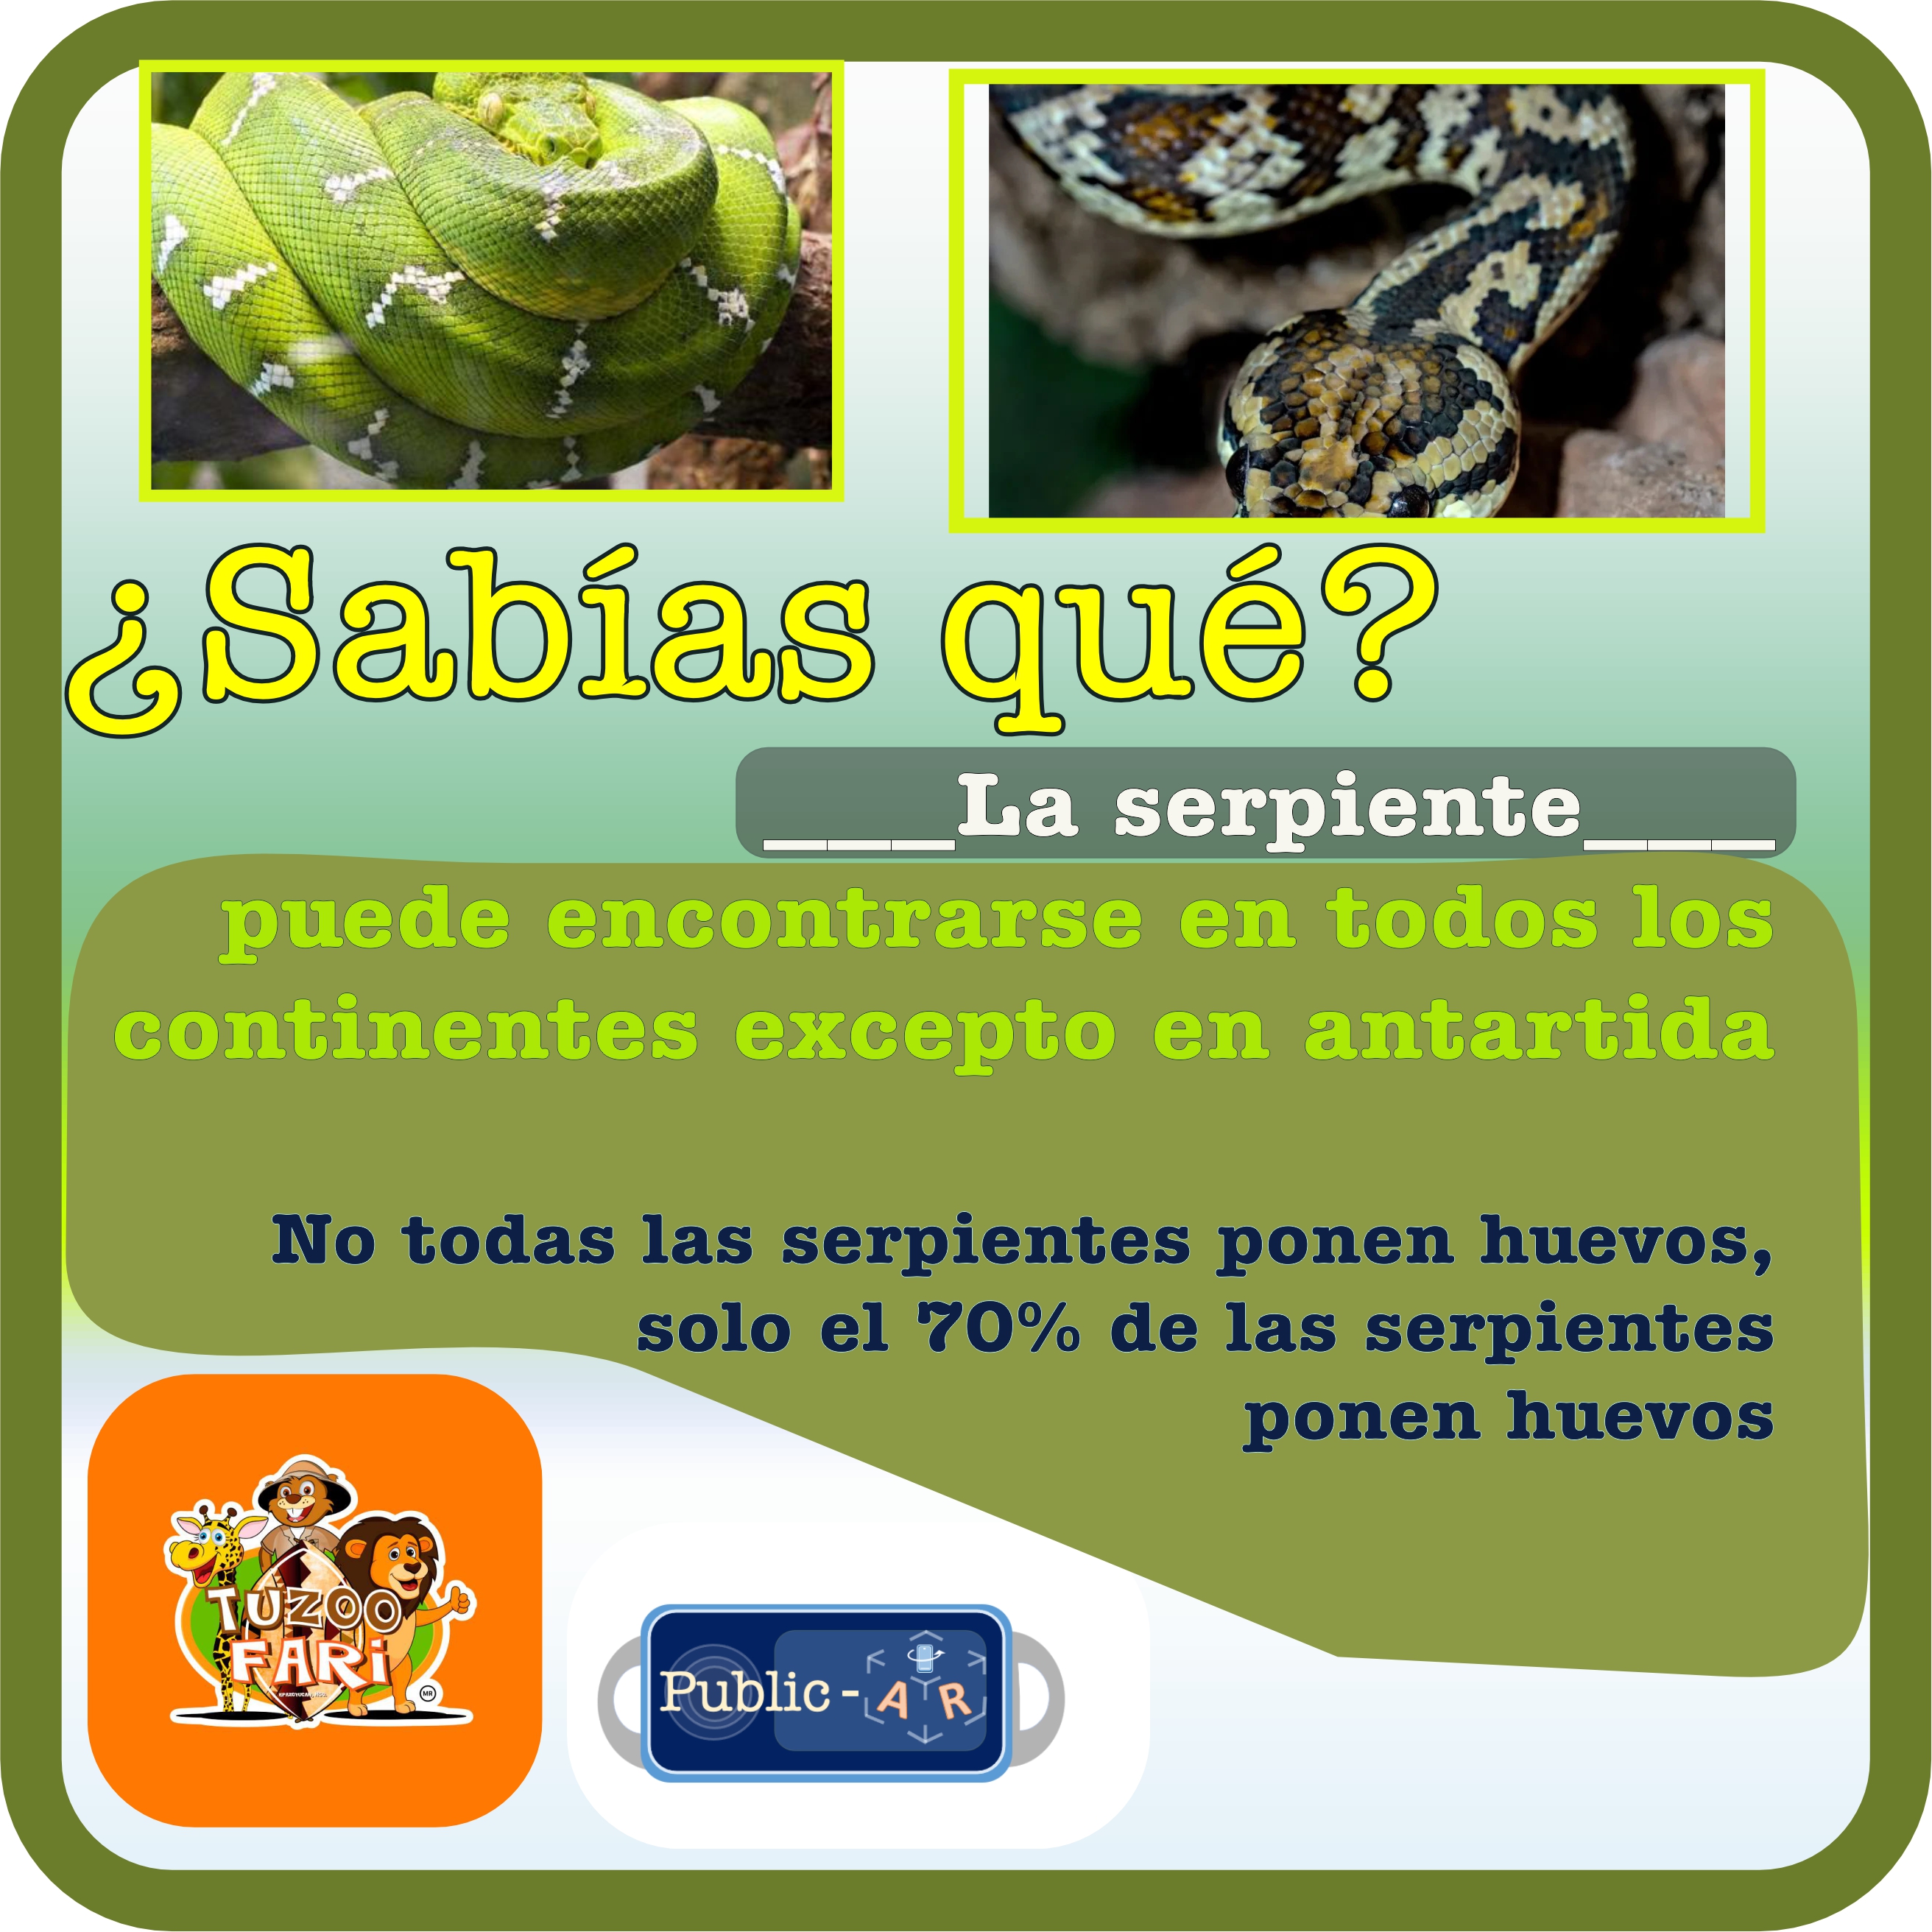 ¿Sabías qué?
___La serpiente___
puede encontrarse en todos los
continentes excepto en antartida
No todas las serpientes ponen huevos,
solo el 70% de las serpientes
ponen huevos
TUZOO
FARI
MR
Public - AR